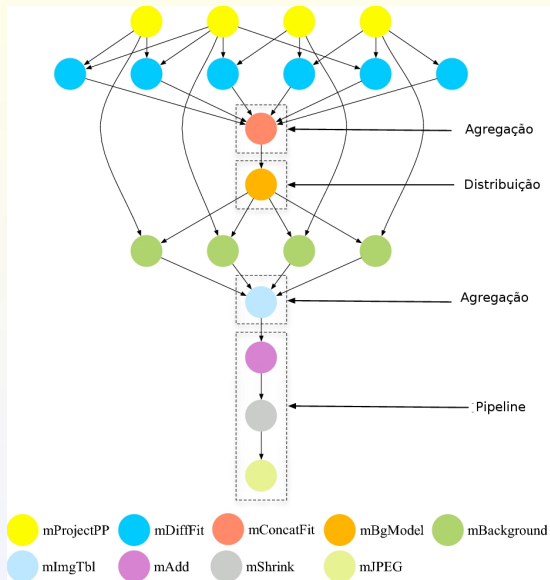 Agregação
Distribuição
Agregação
Pipeline
mProjectPP mDiffFit mConcatFit mBgModel mBackground
mImgTbl mAdd mShrink mJPEG